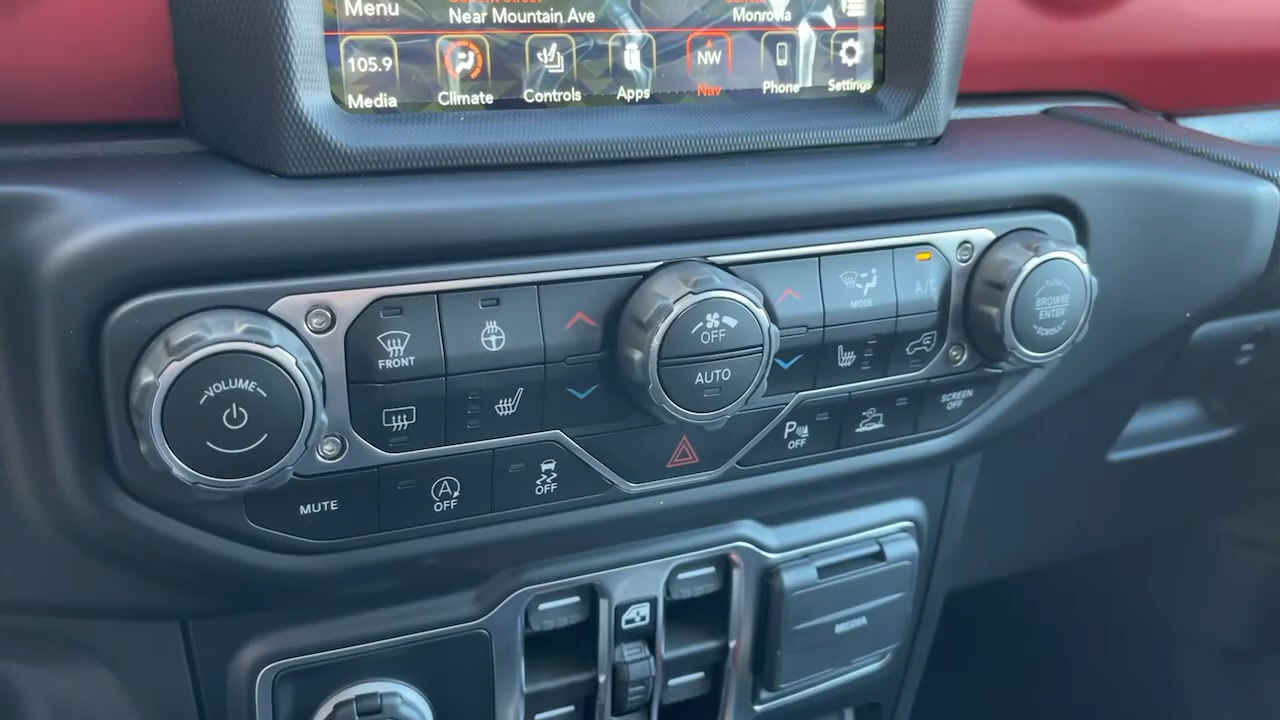 Menu
Near Mountain Ave
Monrovia
105.9
Media
Climate
Controls
Apps
NW
Nav
Phone
Settings
VOLUME
FRONT
OFF
AUTO
MODE
A/C
BROWSE
ENTER
SCROLL
MUTE
A
OFF
OFF
P
OFF
SCREEN
OFF
MEDIA